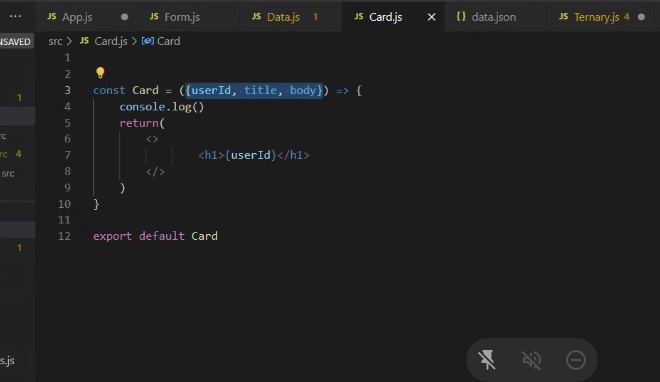 ... JS App.js JS Form.js JS Data.js 1 JS Card.js {} data.json JS Ternary.js 4
NSAVED src > JS Card.js > Card
1
2
3 const Card = ({userId, title, body}) => {
1
4 console.log()
5 return(
6 <>
rc
7 <h1>{userId}</h1>
rc 4
8 </>
src
9 )
10 }
11
12 export default Card
1
s.js